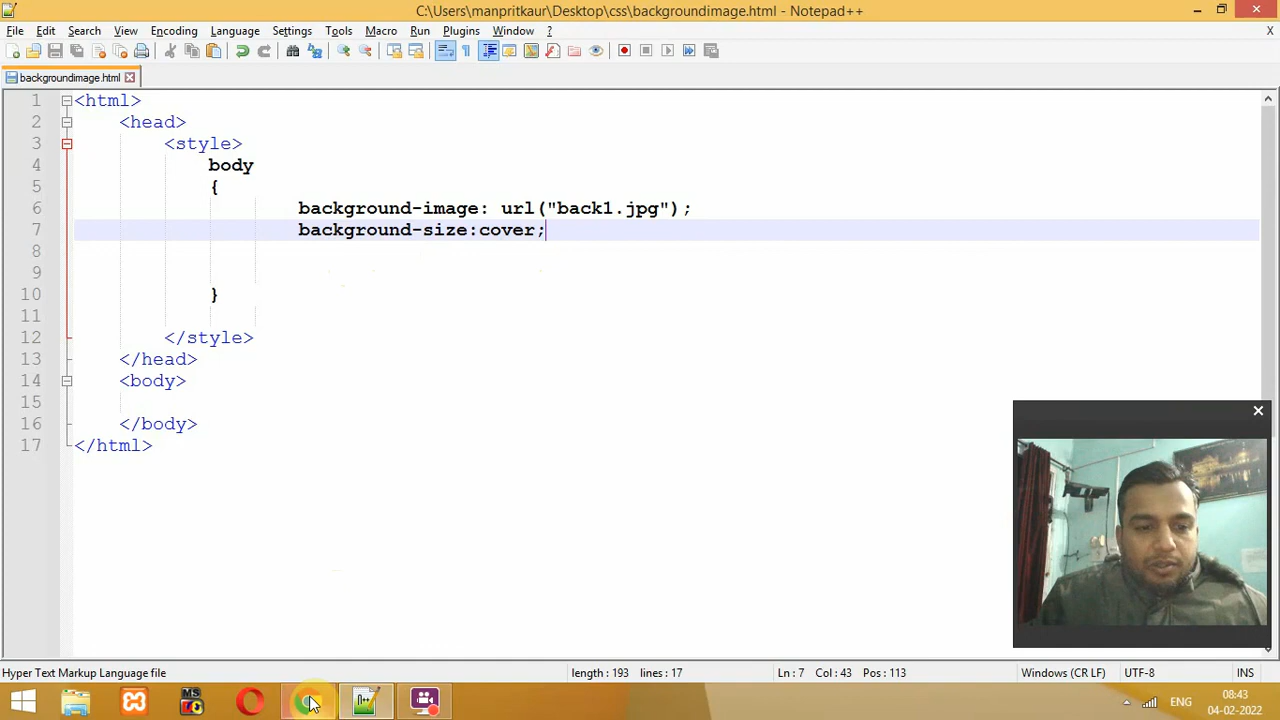 C:\Users\manpritkaur\Desktop\css\backgroundimage.html - Notepad++
File Edit Search View Encoding Language Settings Tools Macro Run Plugins Window ? X
backgroundimage.html
1 <html>
2 <head>
3 <style>
4 body
5 {
6 background-image: url("back1.jpg");
7 background-size:cover;
8
9
10 }
11
12 </style>
13 </head>
14 <body>
15
16 </body>
17 </html>
Hyper Text Markup Language file length : 193 lines : 17 Ln : 7 Col : 43 Pos : 113 Windows (CR LF) UTF-8 INS
MS
N++
ENG
08:43
04-02-2022